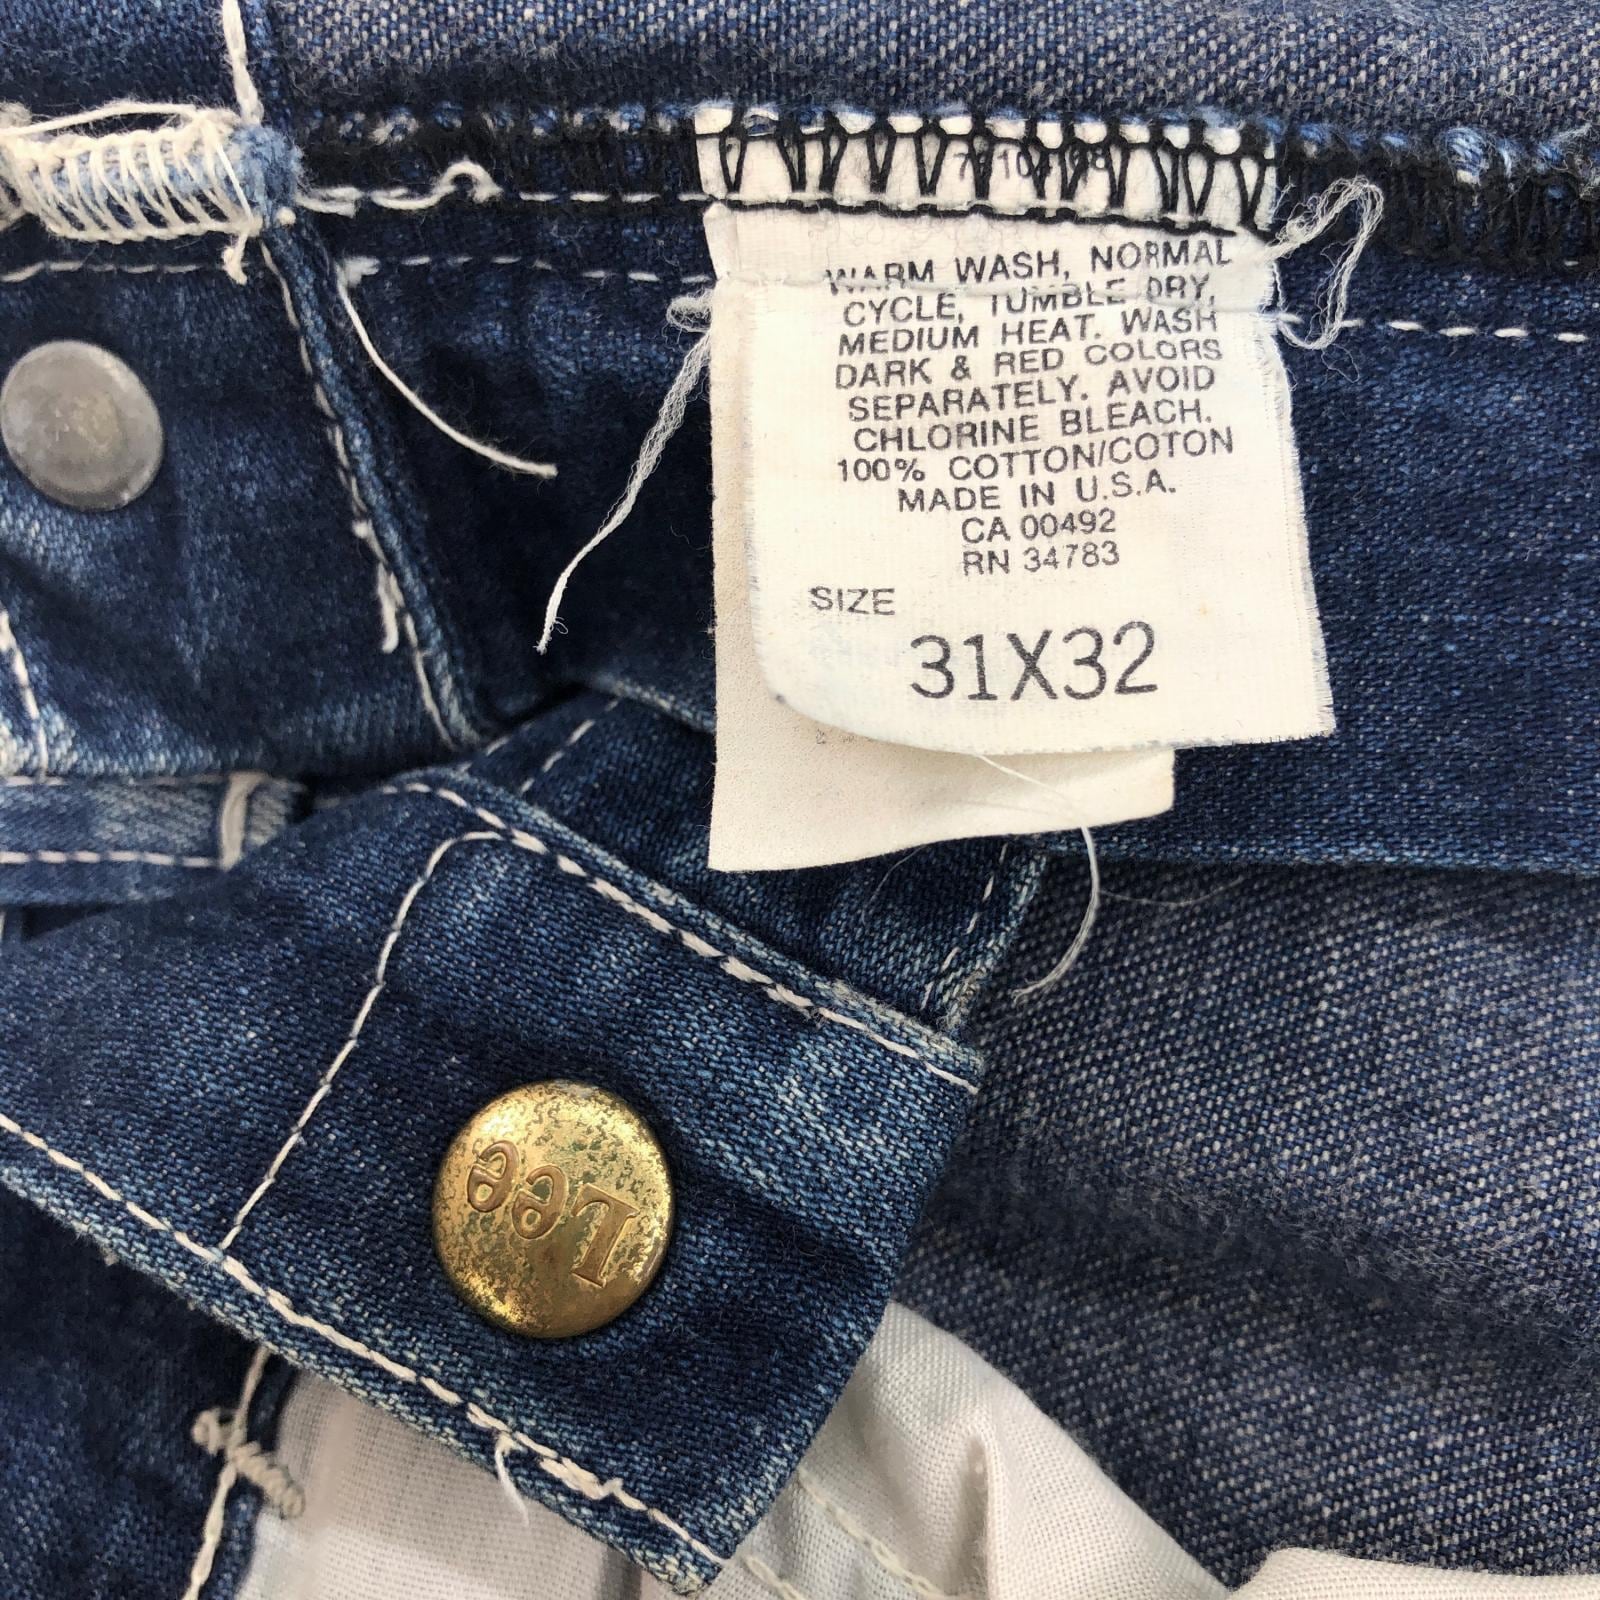 WARM WASH, NORMAL
CYCLE, TUMBLE DRY,
MEDIUM HEAT. WASH
DARK & RED COLORS
SEPARATELY. AVOID
CHLORINE BLEACH.
100% COTTON/COTON
MADE IN U.S.A.
CA 00492
RN 34783
SIZE
31X32
Lee